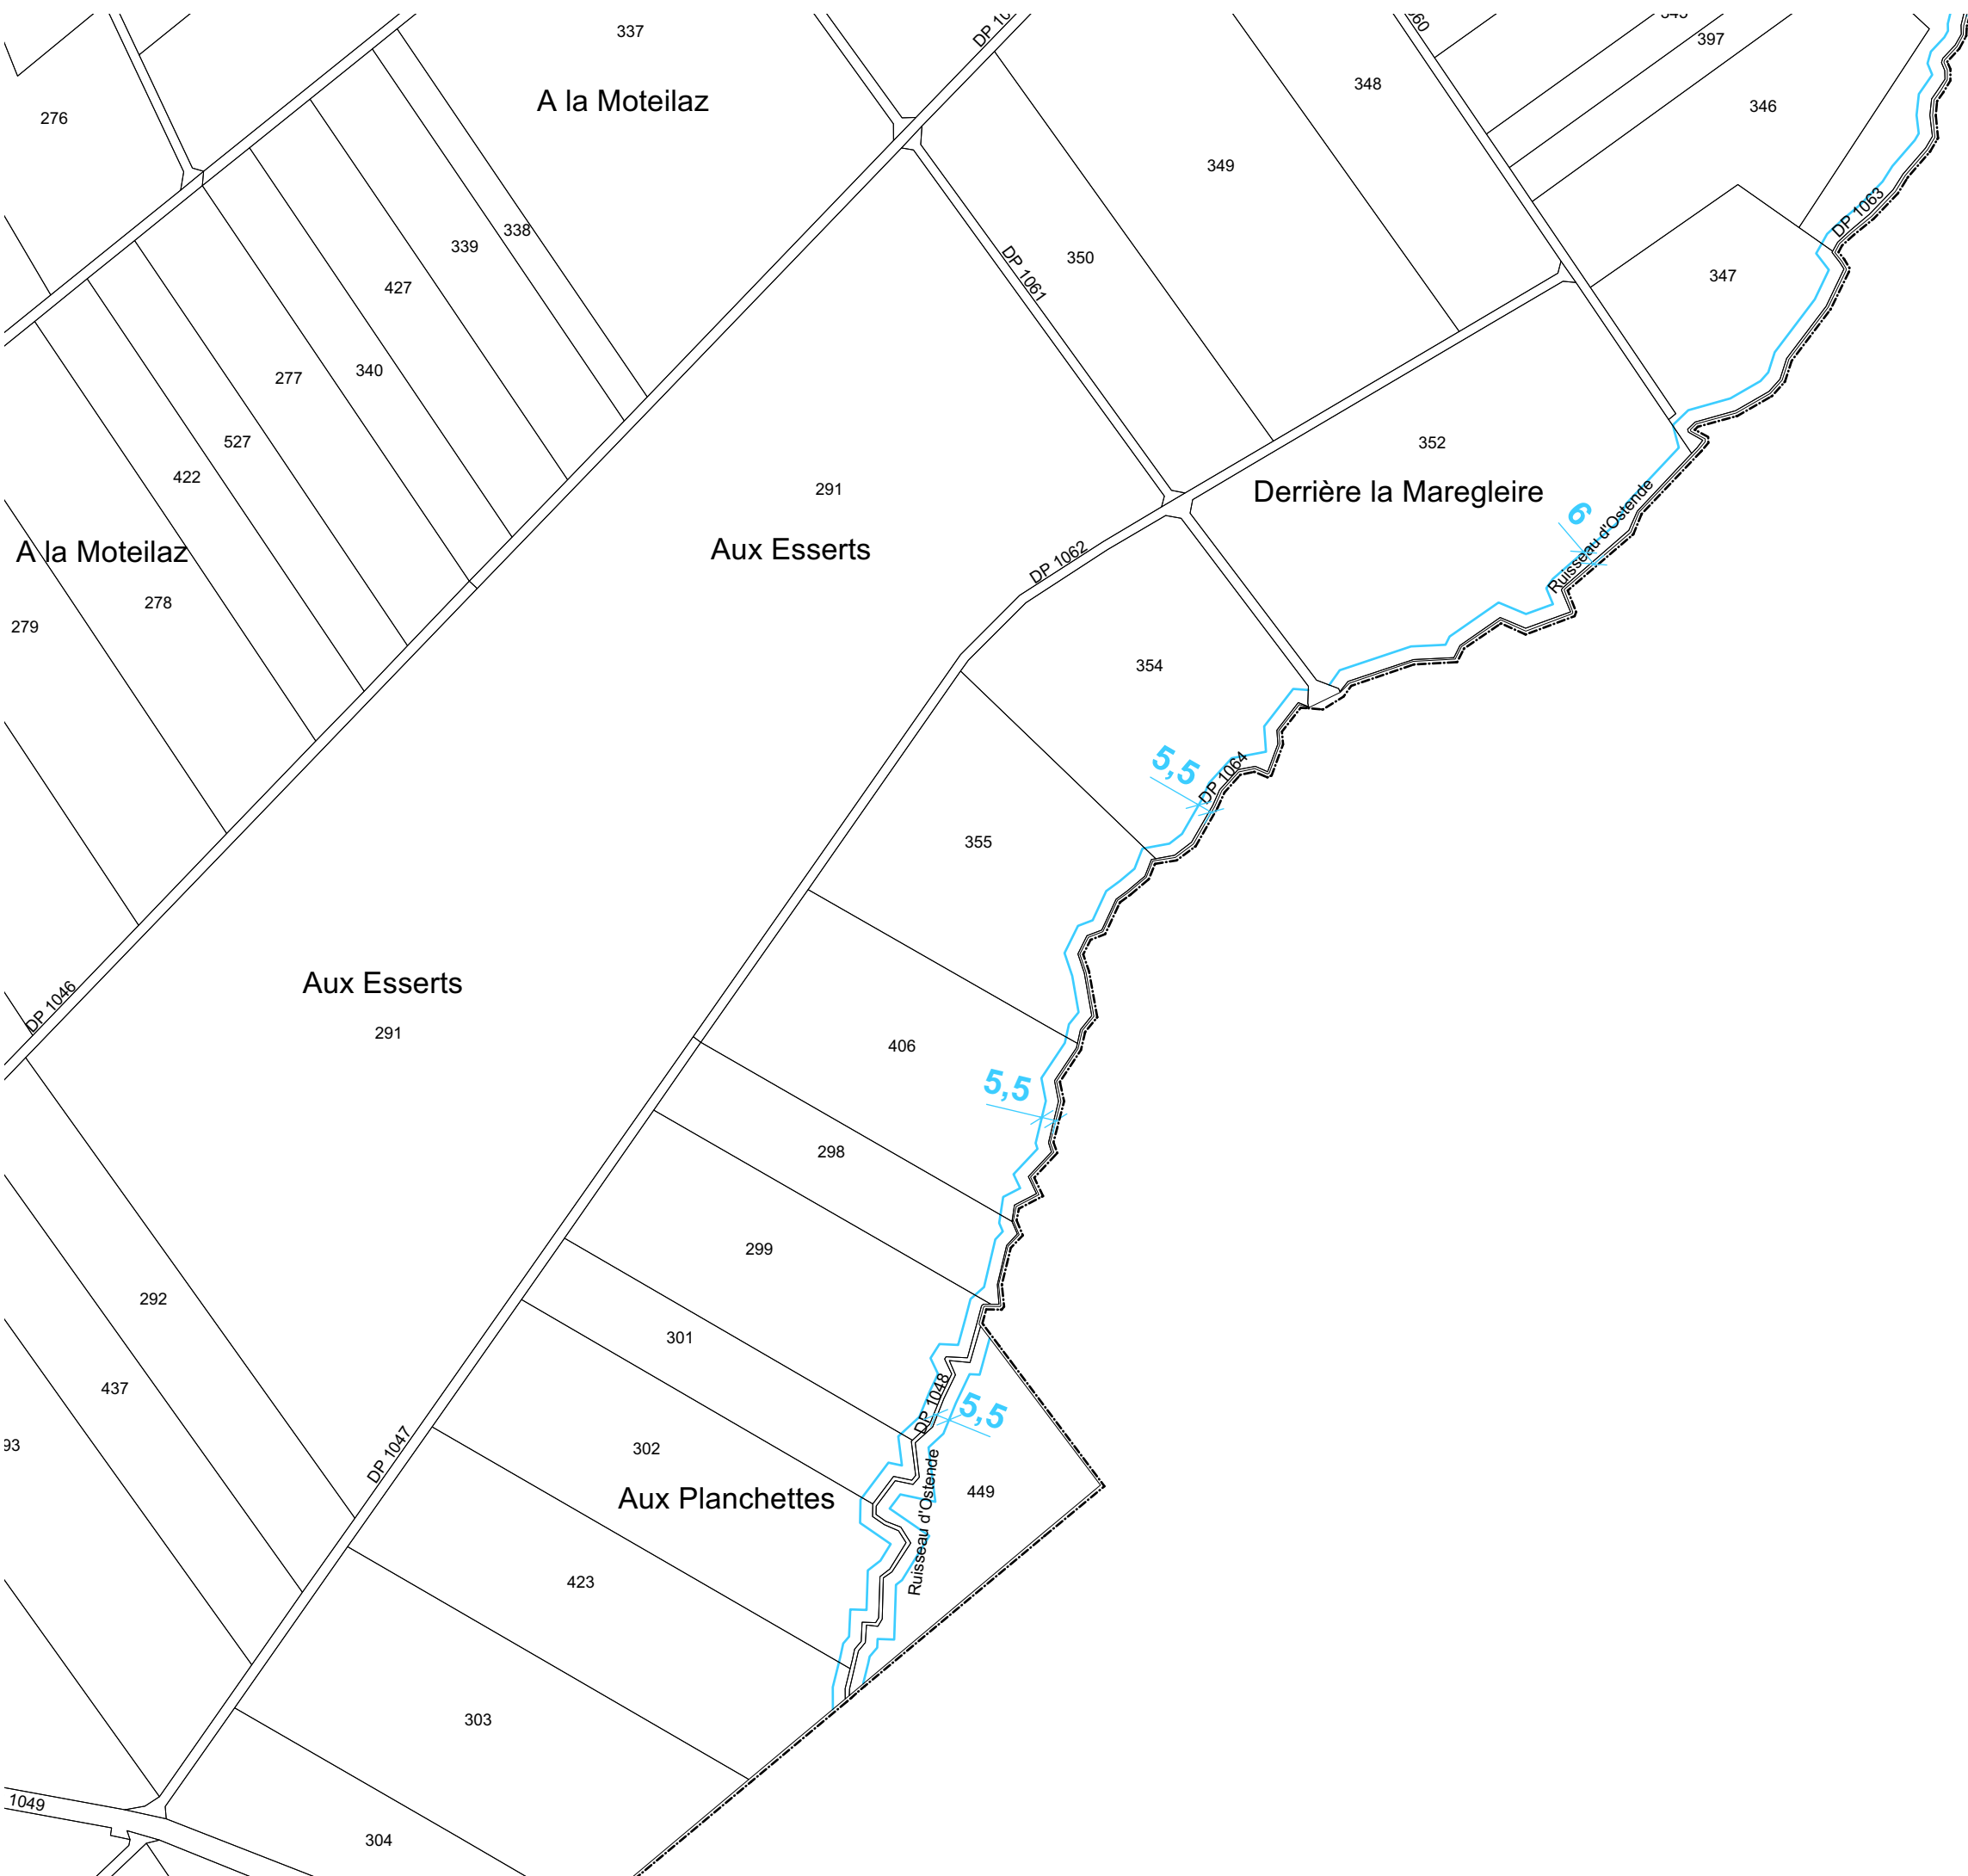 337
397
348
346
276
A la Moteilaz
349
DP 1063
338
339
350
347
DP 1061
427
340
277
527
352
422
291
Derrière la Maregleire
6
Ruisseau d'Ostende
Aux Esserts
A la Moteilaz
DP 1062
278
279
354
5,5
DP 1064
355
Aux Esserts
DP 1046
291
406
5,5
298
299
292
301
437
DP 1048
5,5
93
302
DP 1047
449
Aux Planchettes
Ruisseau d'Ostende
423
303
1049
304